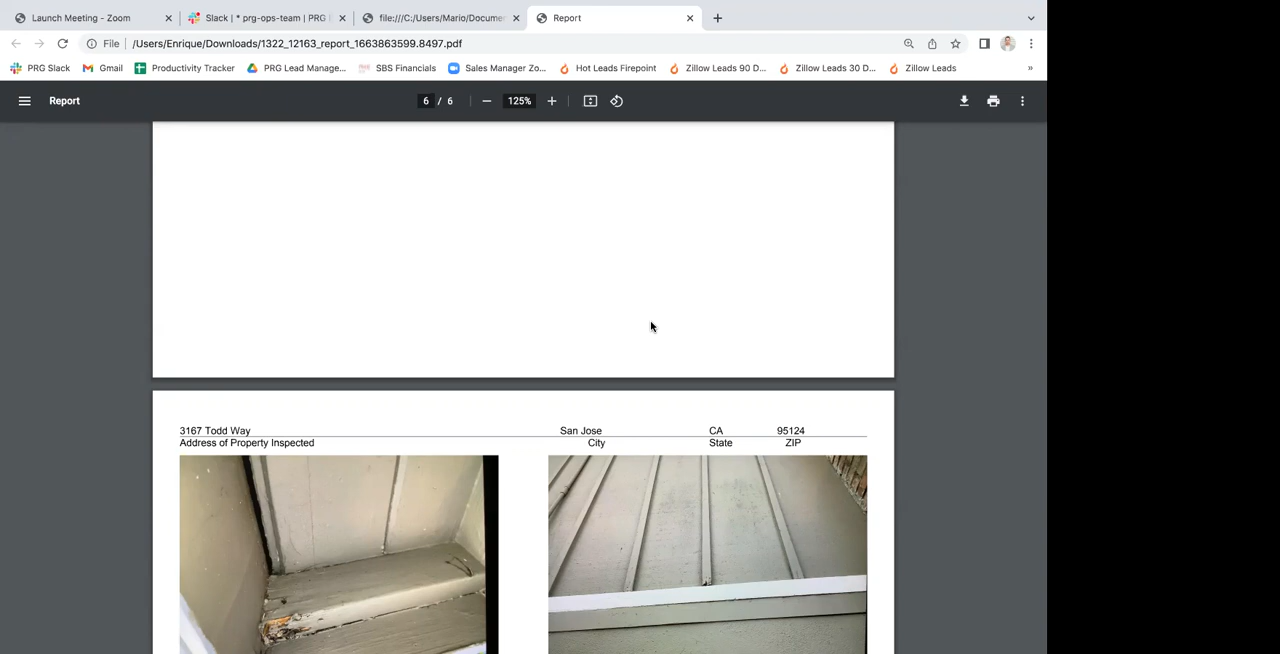 Launch Meeting - Zoom
Slack | * prg-ops-team | PRG
file:///C:/Users/Mario/Docume
Report
File | /Users/Enrique/Downloads/1322_12163_report_1663863599.8497.pdf
PRG Slack Gmail Productivity Tracker PRG Lead Manage... SBS Financials Sales Manager Zo... Hot Leads Firepoint Zillow Leads 90 D... Zillow Leads 30 D... Zillow Leads »
Report 6 / 6 125%
3167 Todd Way San Jose CA 95124
Address of Property Inspected City State ZIP